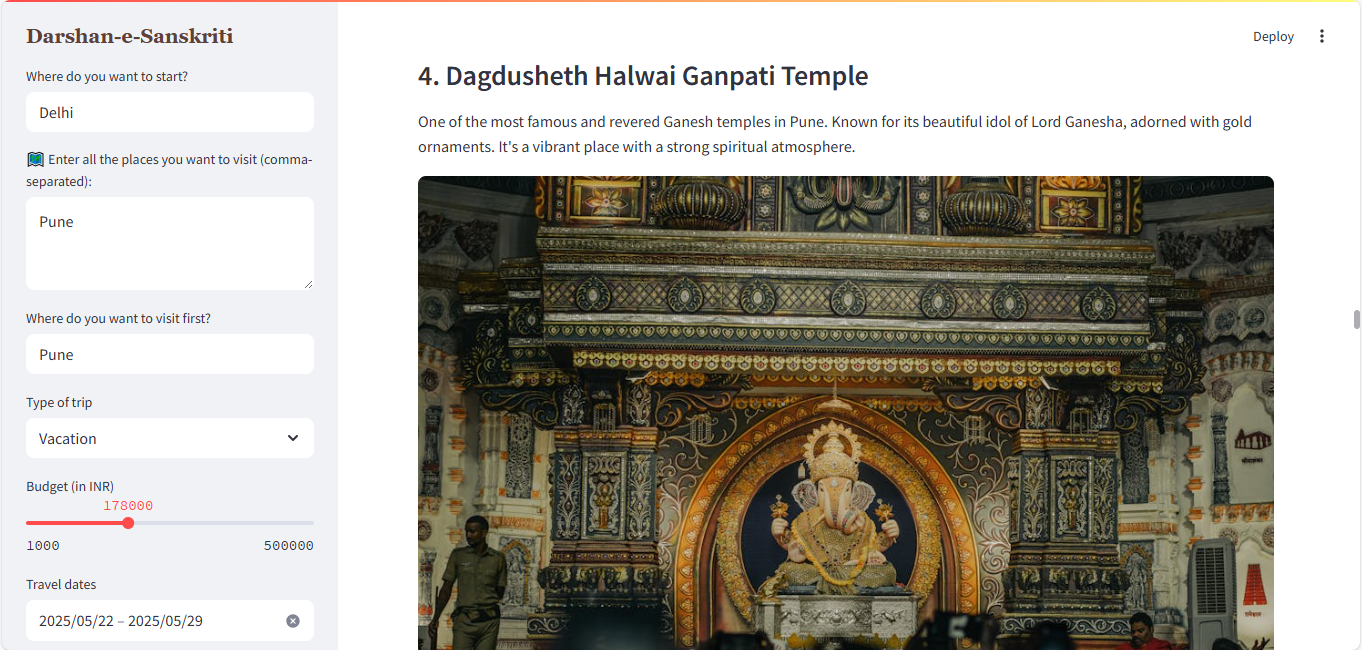 Darshan-e-Sanskriti
Where do you want to start?
Delhi
Enter all the places you want to visit (comma-
separated):
Pune
Where do you want to visit first?
Pune
Type of trip
Vacation
Budget (in INR)
178000
1000
500000
Travel dates
2025/05/22 – 2025/05/29
Deploy
4. Dagdusheth Halwai Ganpati Temple
One of the most famous and revered Ganesh temples in Pune. Known for its beautiful idol of Lord Ganesha, adorned with gold
ornaments. It's a vibrant place with a strong spiritual atmosphere.